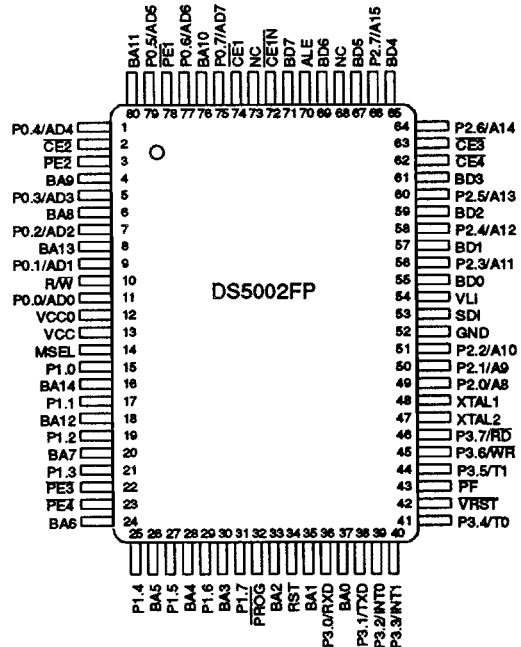 BA11
P0.5/AD5
PE1
P0.6/AD6
BA10
P0.7/AD7
CE1
NC
CE1N
BD7
ALE
BD6
NC
BD5
P2.7/A15
BD4
80 79 78 77 76 75 74 73 72 71 70 69 68 67 66 65
P0.4/AD4 1
CE2 2
PE2 3
BA9 4
P0.3/AD3 5
BA8 6
P0.2/AD2 7
BA13 8
P0.1/AD1 9
R/W 10
P0.0/AD0 11
VCC0 12
VCC 13
MSEL 14
P1.0 15
BA14 16
P1.1 17
BA12 18
P1.2 19
BA7 20
P1.3 21
PE3 22
PE4 23
BA6 24
DS5002FP
64 P2.6/A14
63 CE3
62 CE4
61 BD3
60 P2.5/A13
59 BD2
58 P2.4/A12
57 BD1
56 P2.3/A11
55 BD0
54 VLI
53 SDI
52 GND
51 P2.2/A10
50 P2.1/A9
49 P2.0/A8
48 XTAL1
47 XTAL2
46 P3.7/RD
45 P3.6/WR
44 P3.5/T1
43 PF
42 VRST
41 P3.4/T0
25 26 27 28 29 30 31 32 33 34 35 36 37 38 39 40
P1.4
BA5
P1.5
BA4
P1.6
BA3
P1.7
PROG
BA2
RST
BA1
P3.0/RXD
BA0
P3.1/TXD
P3.2/INT0
P3.3/INT1